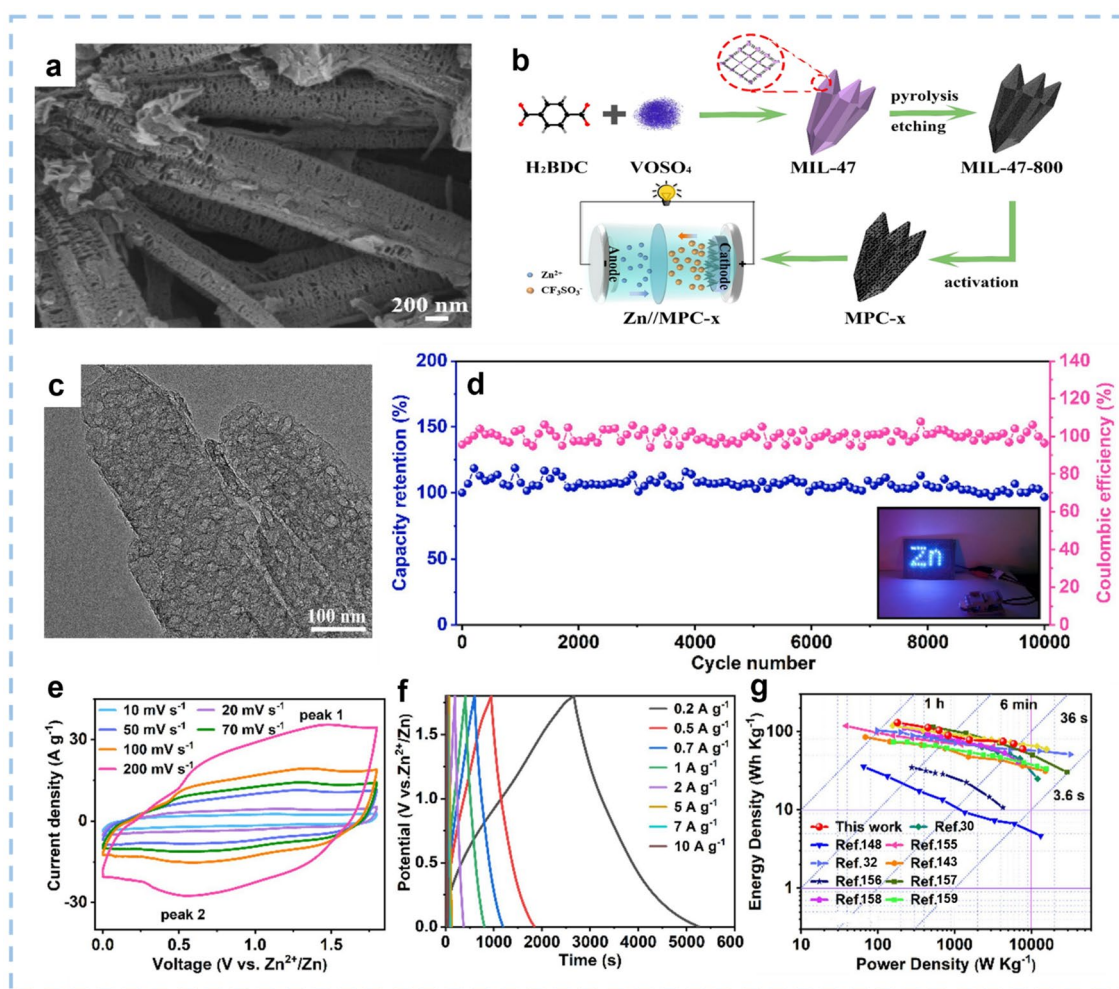 a
200 nm
b
H₂BDC
VOSO₄
MIL-47
pyrolysis
etching
MIL-47-800
activation
MPC-x
Anode
Cathode
-
+
Zn²⁺
CF₃SO₃⁻
Zn//MPC-x
c
100 nm
d
Capacity retention (%)
200
150
100
50
0
140
120
100
80
60
40
20
0
Coulombic efficiency (%)
Zn
0 2000 4000 6000 8000 10000
Cycle number
e
Current density (A g⁻¹)
30
0
-30
10 mV s⁻¹ 20 mV s⁻¹
50 mV s⁻¹ 70 mV s⁻¹
100 mV s⁻¹
200 mV s⁻¹
peak 1
peak 2
0.0 0.5 1.0 1.5
Voltage (V vs. Zn²⁺/Zn)
f
Potential (V vs.Zn²⁺/Zn)
1.8
1.2
0.5
0.0
0.2 A g⁻¹
0.5 A g⁻¹
0.7 A g⁻¹
1 A g⁻¹
2 A g⁻¹
5 A g⁻¹
7 A g⁻¹
10 A g⁻¹
0 1000 2000 3000 4000 5000 600
Time (s)
g
Energy Density (Wh Kg⁻¹)
100
10
1
1 h
6 min
36 s
3.6 s
This work Ref.30
Ref.148 Ref.155
Ref.32 Ref.143
Ref.156 Ref.157
Ref.158 Ref.159
10 100 1000 10000
Power Density (W Kg⁻¹)